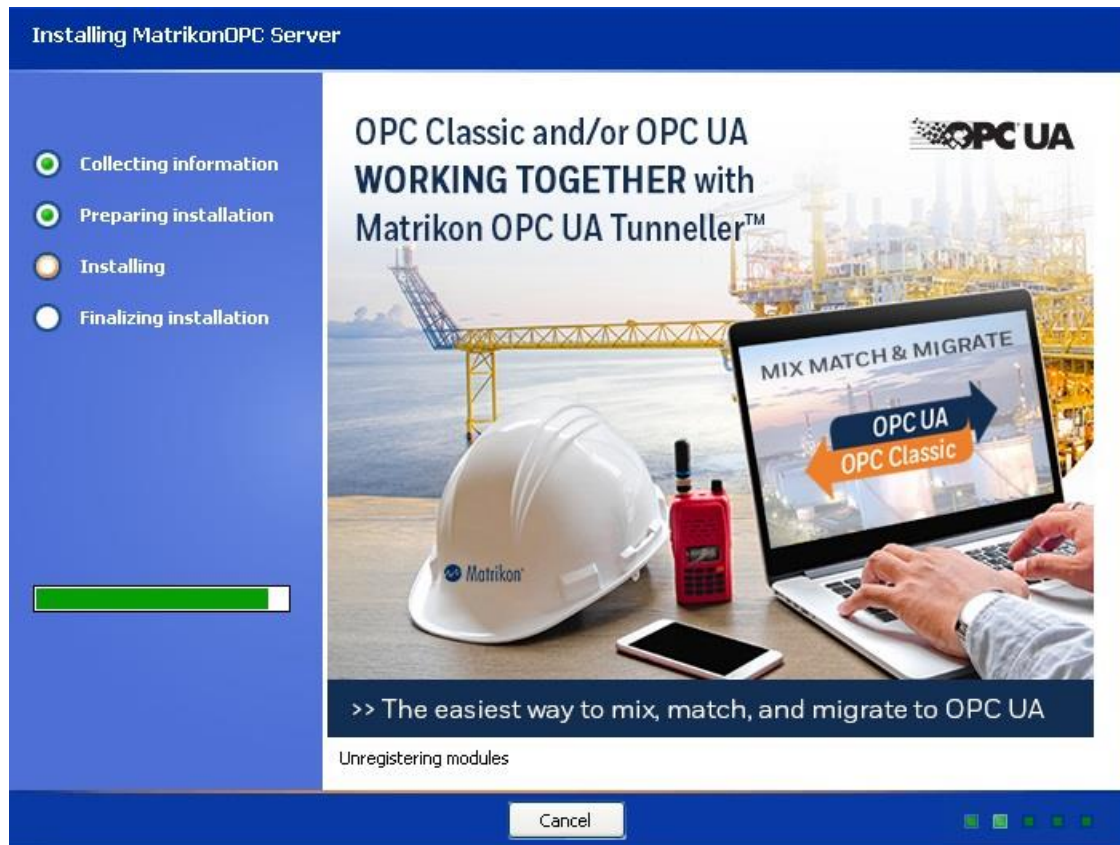 Installing MatrikonOPC Server
Collecting information
Preparing installation
Installing
Finalizing installation
OPC Classic and/or OPC UA
WORKING TOGETHER with
Matrikon OPC UA Tunneller™
OPC UA
MIX MATCH & MIGRATE
OPC UA
OPC Classic
Matrikon
>> The easiest way to mix, match, and migrate to OPC UA
Unregistering modules
Cancel